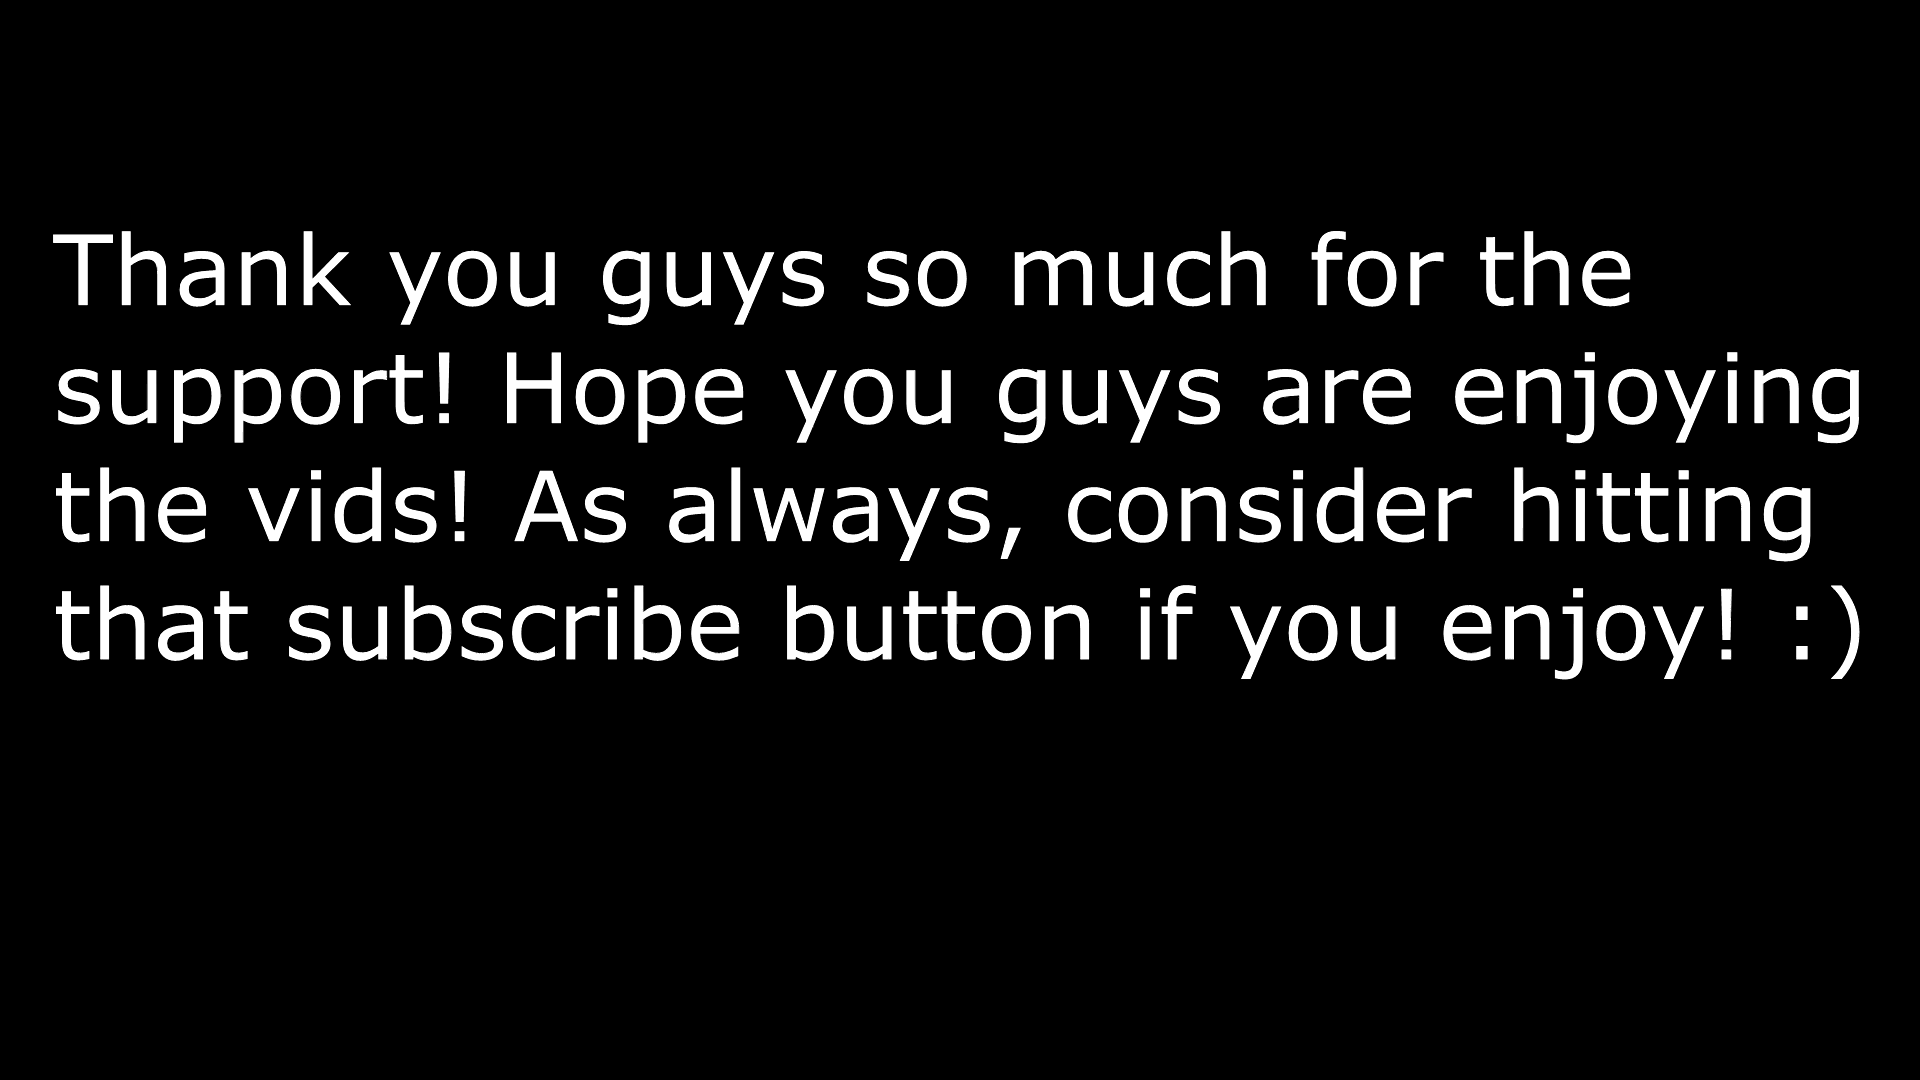 Thank you guys so much for the
support! Hope you guys are enjoying
the vids! As always, consider hitting
that subscribe button if you enjoy! :)